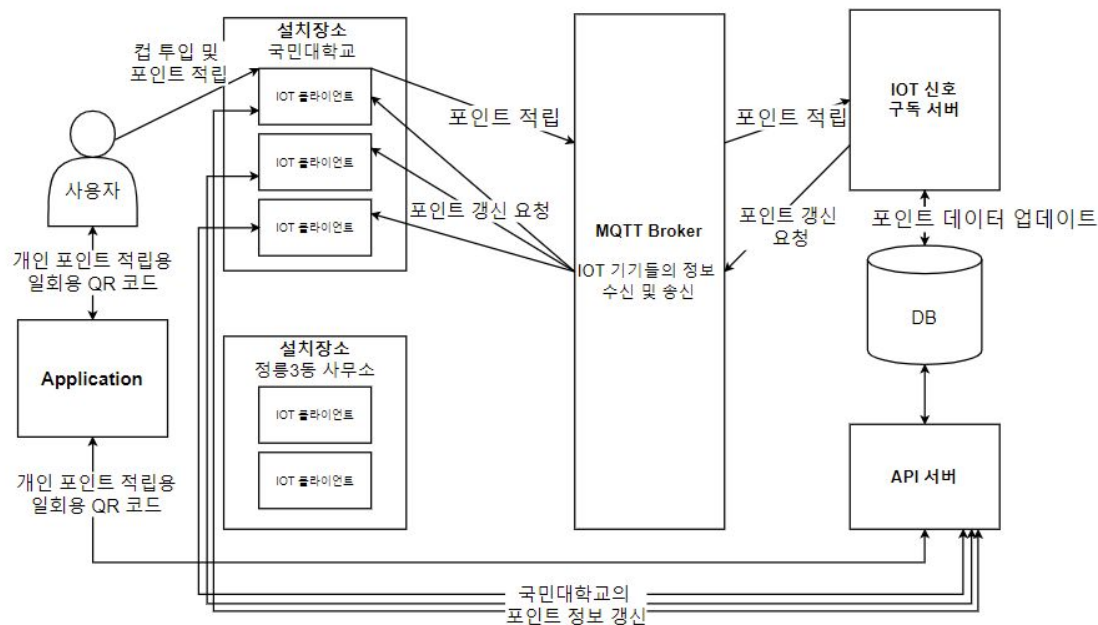 컵 투입 및
포인트 적립
설치장소
국민대학교
IOT 클라이언트
IOT 클라이언트
IOT 클라이언트
사용자
포인트 적립
포인트 갱신 요청
MQTT Broker
IOT 기기들의 정보
수신 및 송신
포인트 적립
포인트 갱신
요청
IOT 신호
구독 서버
포인트 데이터 업데이트
DB
개인 포인트 적립용
일회용 QR 코드
Application
개인 포인트 적립용
일회용 QR 코드
설치장소
정릉3동 사무소
IOT 클라이언트
IOT 클라이언트
API 서버
국민대학교의
포인트 정보 갱신